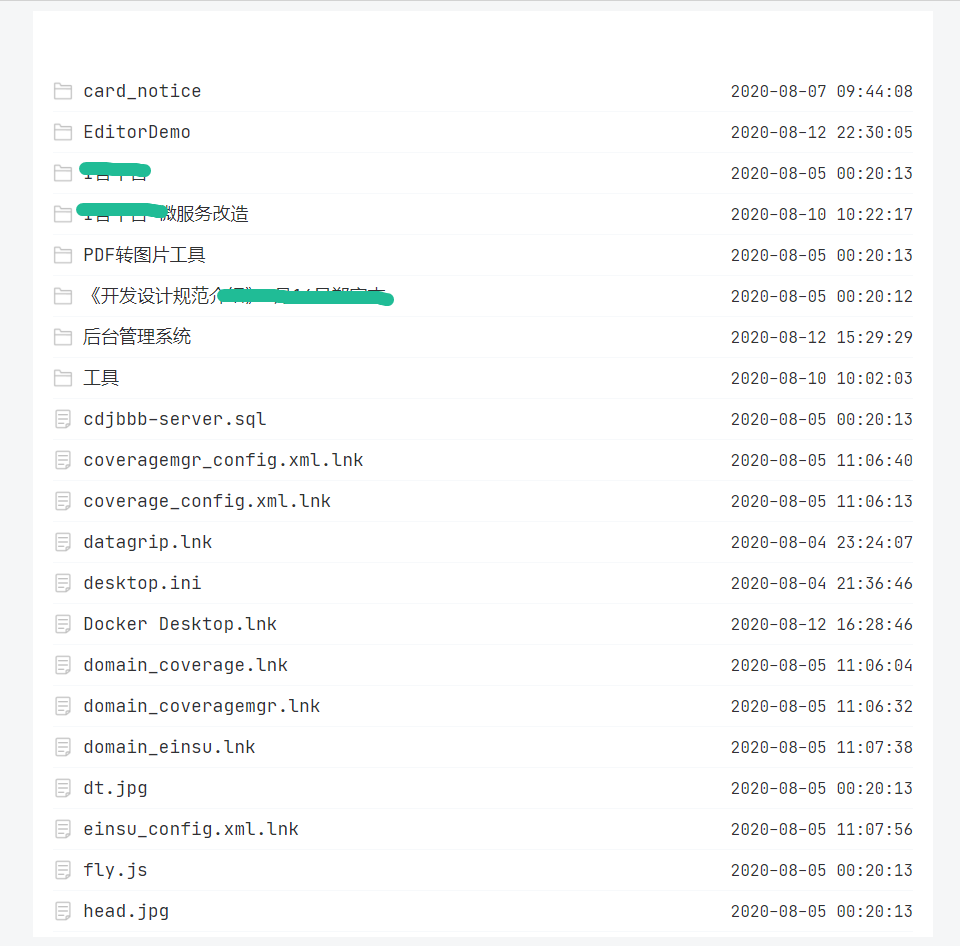 card_notice 2020-08-07 09:44:08
EditorDemo 2020-08-12 22:30:05
2020-08-05 00:20:13
微服务改造 2020-08-10 10:22:17
PDF转图片工具 2020-08-05 00:20:13
《开发设计规范介 2020-08-05 00:20:12
后台管理系统 2020-08-12 15:29:29
工具 2020-08-10 10:02:03
cdjbbb-server.sql 2020-08-05 00:20:13
coveragemgr_config.xml.lnk 2020-08-05 11:06:40
coverage_config.xml.lnk 2020-08-05 11:06:13
datagrip.lnk 2020-08-04 23:24:07
desktop.ini 2020-08-04 21:36:46
Docker Desktop.lnk 2020-08-12 16:28:46
domain_coverage.lnk 2020-08-05 11:06:04
domain_coveragemgr.lnk 2020-08-05 11:06:32
domain_einsu.lnk 2020-08-05 11:07:38
dt.jpg 2020-08-05 00:20:13
einsu_config.xml.lnk 2020-08-05 11:07:56
fly.js 2020-08-05 00:20:13
head.jpg 2020-08-05 00:20:13